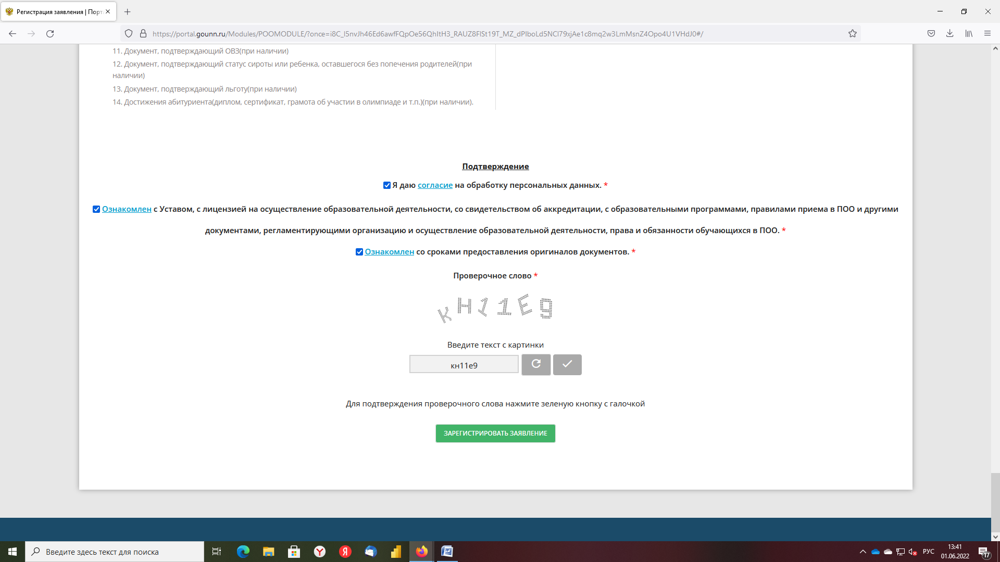 Регистрация заявления | Порт
https://portal.gounn.ru/Modules/POOMODULE/?once=i8C_l5nvJh46Ed6awfFQpOe56QhItH3_RAUZ8FlSt19T_MZ_dPIboLd5NCl79xjAe1c8mq2w3LmMsnZ4Opo4U1VHdJ0#/
11. Документ, подтверждающий ОВЗ(при наличии)
12. Документ, подтверждающий статус сироты или ребенка, оставшегося без попечения родителей(при
наличии)
13. Документ, подтверждающий льготу(при наличии)
14. Достижения абитуриента(диплом, сертификат, грамота об участии в олимпиаде и т.п.)(при наличии).
Подтверждение
Я даю согласие на обработку персональных данных. *
Ознакомлен с Уставом, с лицензией на осуществление образовательной деятельности, со свидетельством об аккредитации, с образовательными программами, правилами приема в ПОО и другими
документами, регламентирующими организацию и осуществление образовательной деятельности, права и обязанности обучающихся в ПОО. *
Ознакомлен со сроками предоставления оригиналов документов. *
Проверочное слово *
КН11Е9
Введите текст с картинки
кн11е9
Для подтверждения проверочного слова нажмите зеленую кнопку с галочкой
ЗАРЕГИСТРИРОВАТЬ ЗАЯВЛЕНИЕ
Введите здесь текст для поиска
РУС
13:41
01.06.2022
17